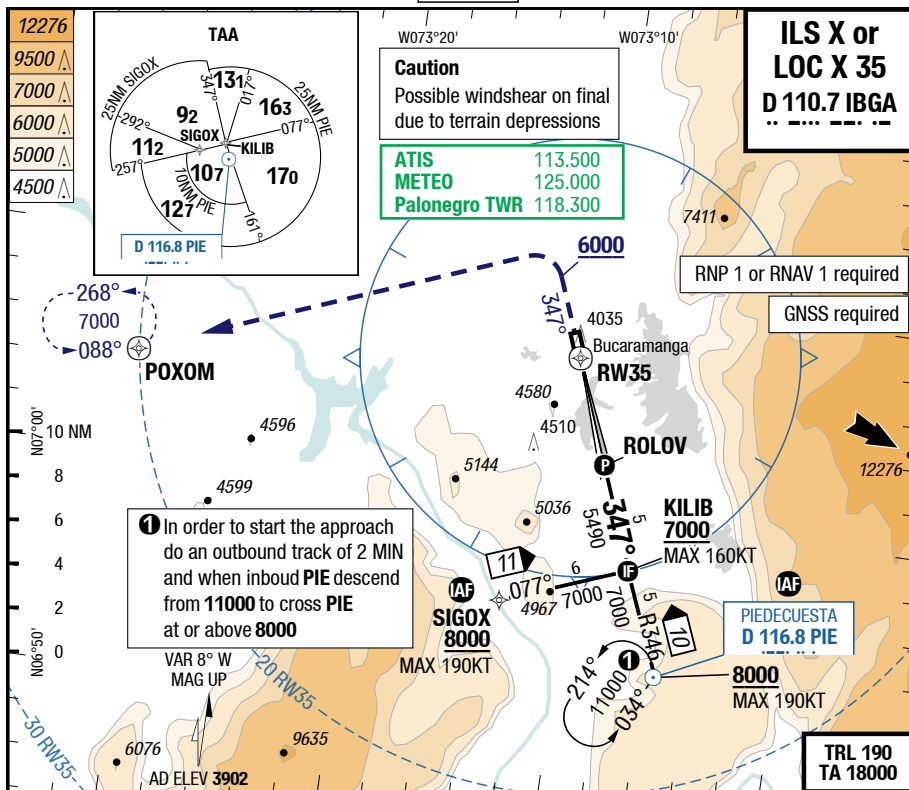 12276
9500
7000
6000
5000
4500
TAA
25NM SIGOX
347°
131
017°
163
25NM PIE
077°
292°
92
SIGOX
KILIB
112
257°
107
10NM PIE
170
127
161°
D 116.8 PIE
W073°20'
W073°10'
Caution
Possible windshear on final
due to terrain depressions
ATIS 113.500
METEO 125.000
Palonegro TWR 118.300
ILS X or
LOC X 35
D 110.7 IBGA
7411
RNP 1 or RNAV 1 required
GNSS required
6000
347°
4035
Bucaramanga
RW35
268°
7000
088°
POXOM
4580
4510
4596
ROLOV
P
12276
N07°00'
10 NM
8
6
4
2
0
N06°50'
5144
4599
5036
347°
5
5490
KILIB
7000
MAX 160KT
1 In order to start the approach
do an outbound track of 2 MIN
and when inboud PIE descend
from 11000 to cross PIE
at or above 8000
11
077°
6
7000
4967
IF
IAF
SIGOX
8000
MAX 190KT
7000
5
R346
10
IAF
PIEDECUESTA
D 116.8 PIE
8000
MAX 190KT
1
214°
11000
034°
VAR 8° W
MAG UP
20 RW35
30 RW35
6076
9635
AD ELEV 3902
TRL 190
TA 18000